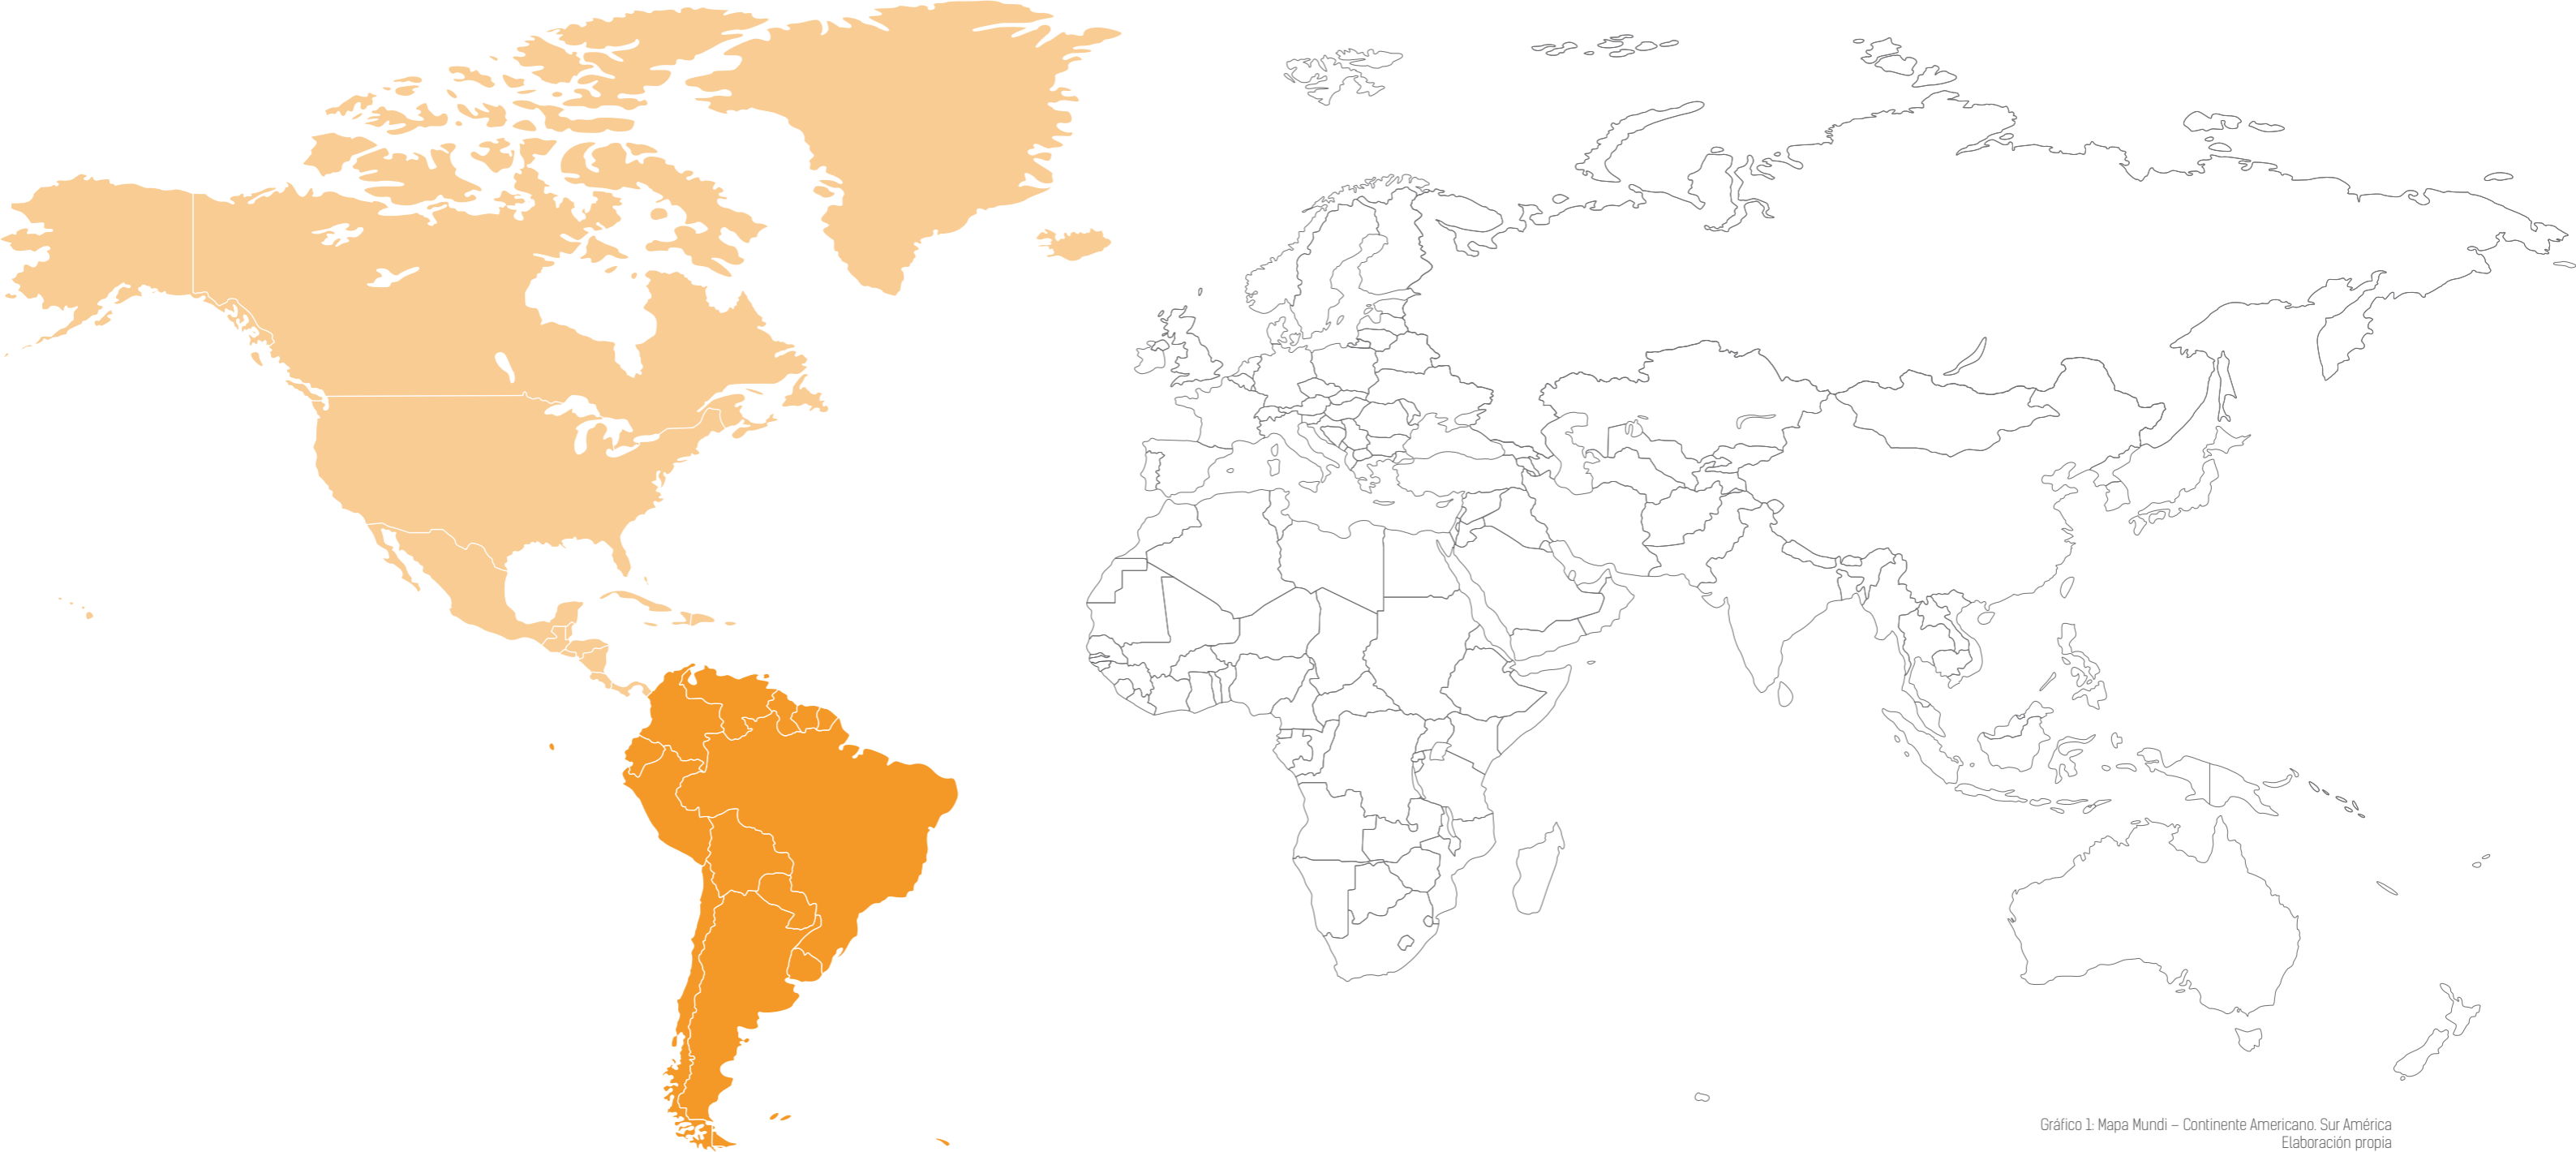 Gráfico 1: Mapa Mundi – Continente Americano. Sur América
Elaboración propia